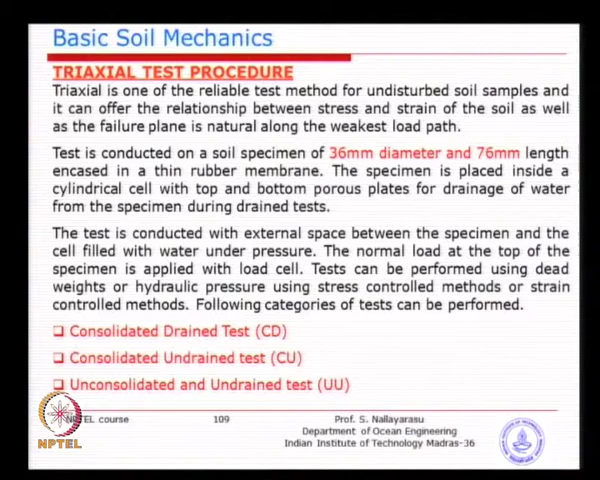 Basic Soil Mechanics
TRIAXIAL TEST PROCEDURE
Triaxial is one of the reliable test method for undisturbed soil samples and
it can offer the relationship between stress and strain of the soil as well
as the failure plane is natural along the weakest load path.
Test is conducted on a soil specimen of 36mm diameter and 76mm length
encased in a thin rubber membrane. The specimen is placed inside a
cylindrical cell with top and bottom porous plates for drainage of water
from the specimen during drained tests.
The test is conducted with external space between the specimen and the
cell filled with water under pressure. The normal load at the top of the
specimen is applied with load cell. Tests can be performed using dead
weights or hydraulic pressure using stress controlled methods or strain
controlled methods. Following categories of tests can be performed.
❑ Consolidated Drained Test (CD)
❑ Consolidated Undrained test (CU)
❑ Unconsolidated and Undrained test (UU)
NPTEL course 109 Prof. S. Nallayarasu
Department of Ocean Engineering
Indian Institute of Technology Madras-36
NPTEL